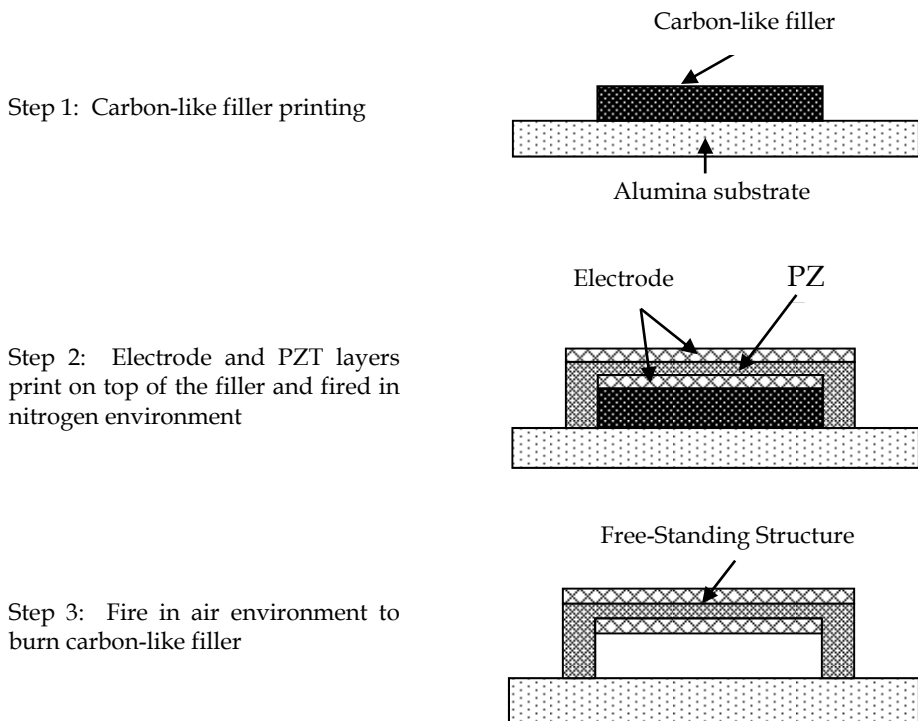 Carbon-like filler
Step 1: Carbon-like filler printing
Alumina substrate
Electrode
PZ
Step 2: Electrode and PZT layers
print on top of the filler and fired in
nitrogen environment
Free-Standing Structure
Step 3: Fire in air environment to
burn carbon-like filler